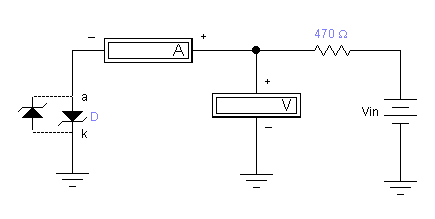 470 Ω
– A +
+
a
V
D
Vin
k
–